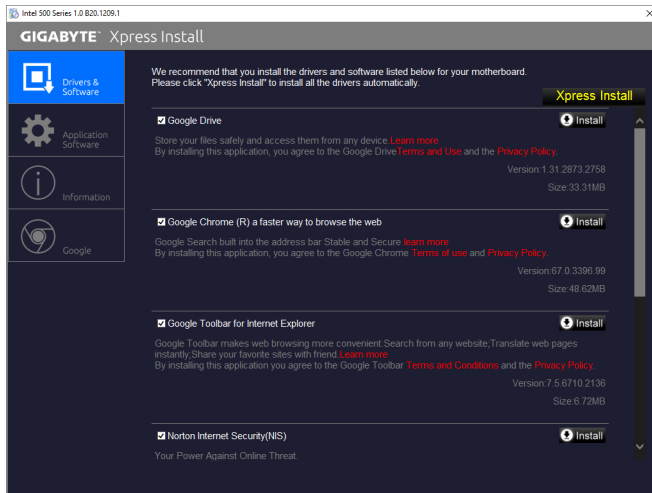 Intel 500 Series 1.0 B20.1209.1
GIGABYTE™ Xpress Install
Drivers &
Software
Application
Software
Information
Google
We recommend that you install the drivers and software listed below for your motherboard.
Please click "Xpress Install" to install all the drivers automatically.
Xpress Install
Google Drive
Install
Store your files safely and access them from any device.Learn more
By installing this application, you agree to the Google DriveTerms and Use and the Privacy Policy.
Version:1.31.2873.2758
Size:33.31MB
Google Chrome (R) a faster way to browse the web
Install
Google Search built into the address bar Stable and Secure learn more
By installing this application, you agree to the Google Chrome Terms of use and Privacy Policy.
Version:67.0.3396.99
Size:48.62MB
Google Toolbar for Internet Explorer
Install
Google Toolbar makes web browsing more convenient.Search from any website;Translate web pages
instantly;Share your favorite sites with friend.Learn more
By installing this application you agree to the Google Toolbar Terms and Conditions and the Privacy Policy.
Version:7.5.6710.2136
Size:6.72MB
Norton Internet Security(NIS)
Install
Your Power Against Online Threat.